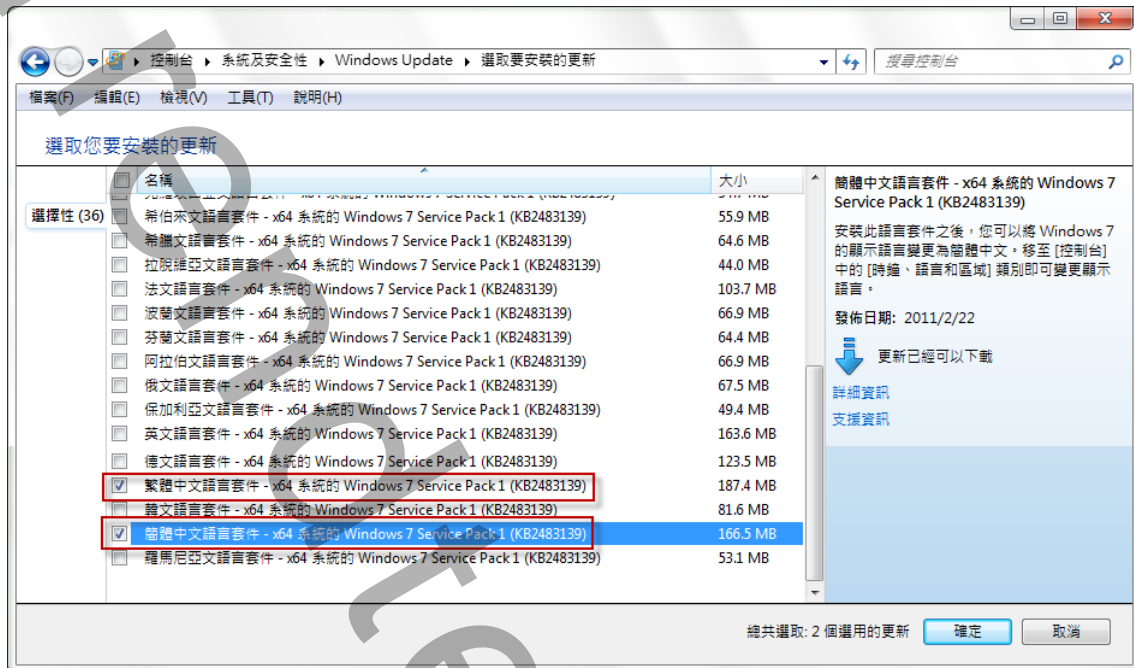 控制台 ▸ 系統及安全性 ▸ Windows Update ▸ 選取要安裝的更新
搜尋控制台
檔案(F) 編輯(E) 檢視(V) 工具(T) 說明(H)
選取您要安裝的更新
名稱 大小
選擇性 (36)
希伯來文語言套件 - x64 系統的 Windows 7 Service Pack 1 (KB2483139) 55.9 MB
希臘文語言套件 - x64 系統的 Windows 7 Service Pack 1 (KB2483139) 64.6 MB
拉脫維亞文語言套件 - x64 系統的 Windows 7 Service Pack 1 (KB2483139) 44.0 MB
法文語言套件 - x64 系統的 Windows 7 Service Pack 1 (KB2483139) 103.7 MB
波蘭文語言套件 - x64 系統的 Windows 7 Service Pack 1 (KB2483139) 66.9 MB
芬蘭文語言套件 - x64 系統的 Windows 7 Service Pack 1 (KB2483139) 64.4 MB
阿拉伯文語言套件 - x64 系統的 Windows 7 Service Pack 1 (KB2483139) 66.9 MB
俄文語言套件 - x64 系統的 Windows 7 Service Pack 1 (KB2483139) 67.5 MB
保加利亞文語言套件 - x64 系統的 Windows 7 Service Pack 1 (KB2483139) 49.4 MB
英文語言套件 - x64 系統的 Windows 7 Service Pack 1 (KB2483139) 163.6 MB
德文語言套件 - x64 系統的 Windows 7 Service Pack 1 (KB2483139) 123.5 MB
繁體中文語言套件 - x64 系統的 Windows 7 Service Pack 1 (KB2483139) 187.4 MB
韓文語言套件 - x64 系統的 Windows 7 Service Pack 1 (KB2483139) 81.6 MB
簡體中文語言套件 - x64 系統的 Windows 7 Service Pack 1 (KB2483139) 166.5 MB
羅馬尼亞文語言套件 - x64 系統的 Windows 7 Service Pack 1 (KB2483139) 53.1 MB
簡體中文語言套件 - x64 系統的 Windows 7
Service Pack 1 (KB2483139)
安裝此語言套件之後，您可以將 Windows 7
的顯示語言變更為簡體中文。移至 [控制台]
中的 [時鐘、語言和區域] 類別即可變更顯示
語言。
發佈日期: 2011/2/22
更新已經可以下載
詳細資訊
支援資訊
總共選取: 2 個選用的更新 確定 取消